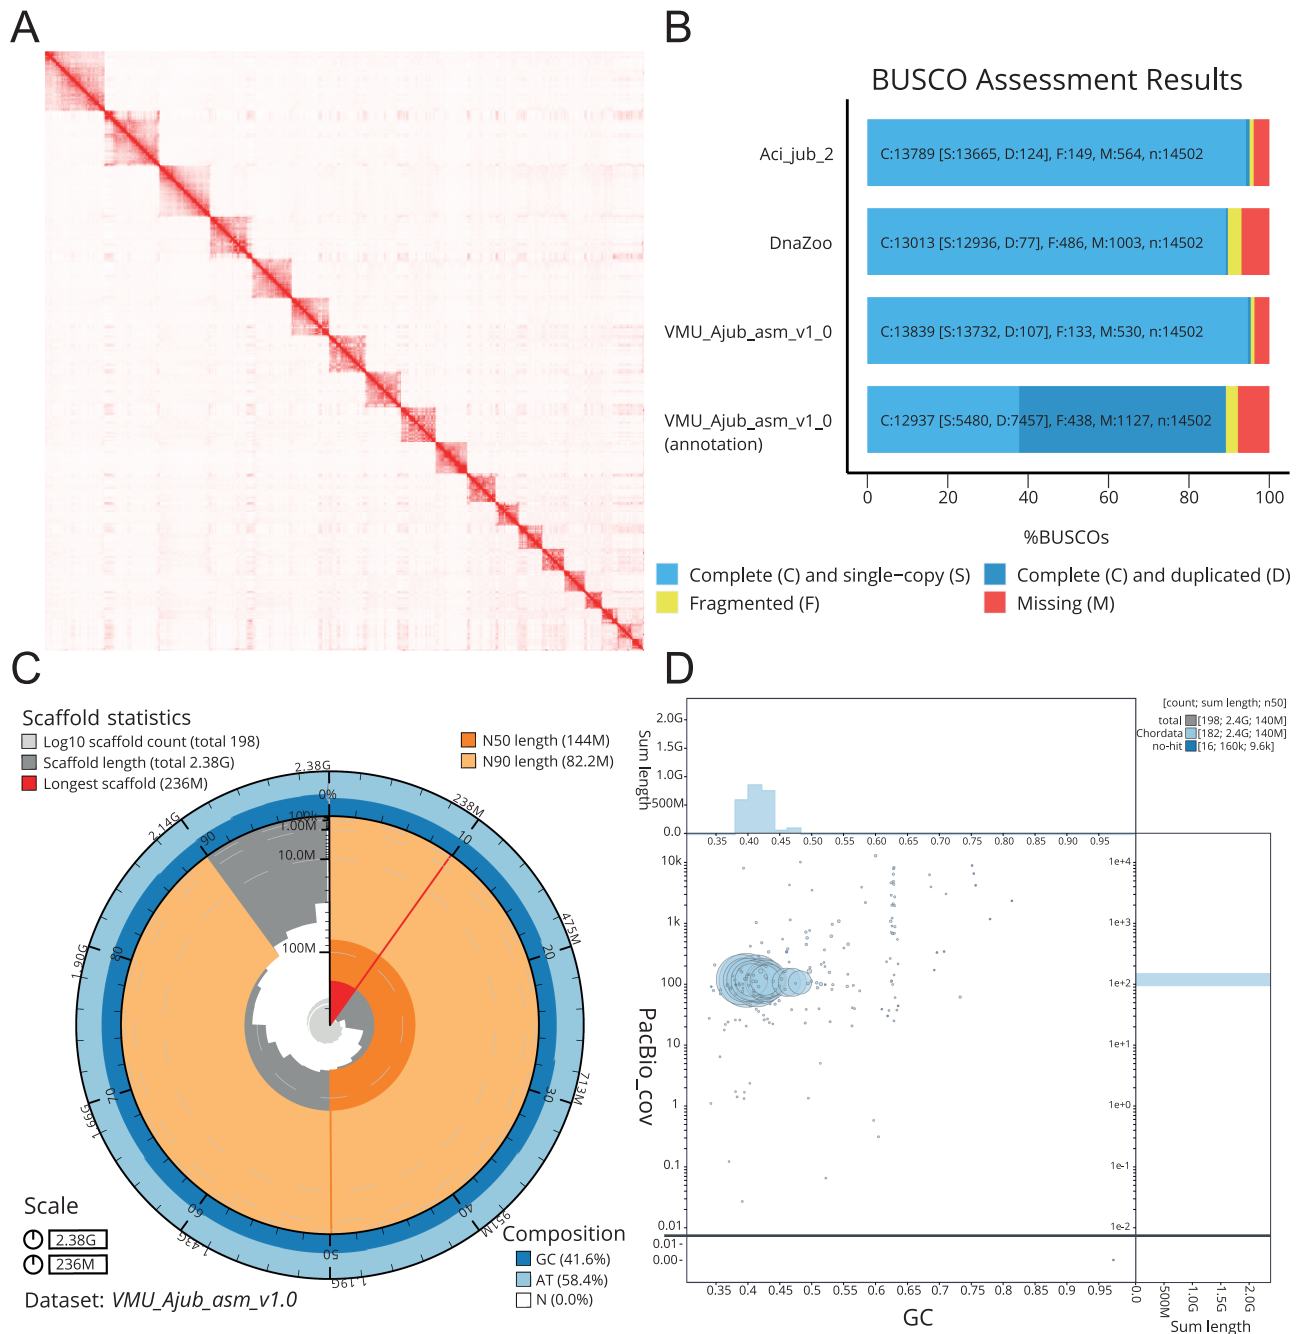 A
B
BUSCO Assessment Results
Aci_jub_2
C:13789 [S:13665, D:124], F:149, M:564, n:14502
DnaZoo
C:13013 [S:12936, D:77], F:486, M:1003, n:14502
VMU_Ajub_asm_v1_0
C:13839 [S:13732, D:107], F:133, M:530, n:14502
VMU_Ajub_asm_v1_0
(annotation)
C:12937 [S:5480, D:7457], F:438, M:1127, n:14502
0 20 40 60 80 100
%BUSCOs
Complete (C) and single−copy (S)
Complete (C) and duplicated (D)
Fragmented (F)
Missing (M)
C
Scaffold statistics
Log10 scaffold count (total 198)
Scaffold length (total 2.38G)
Longest scaffold (236M)
N50 length (144M)
N90 length (82.2M)
2.38G
238M
475M
713M
951M
1.19G
1.43G
1.66G
1.90G
2.14G
0%
10
20
30
40
50
60
70
80
90
100k
1.00M
10.0M
100M
Scale
2.38G
236M
Composition
GC (41.6%)
AT (58.4%)
N (0.0%)
Dataset: VMU_Ajub_asm_v1.0
D
[count; sum length; n50]
total [198; 2.4G; 140M]
Chordata [182; 2.4G; 140M]
no-hit [16; 160k; 9.6k]
Sum length
2.0G
1.5G
1.0G
500M
0.0
0.35 0.40 0.45 0.50 0.55 0.60 0.65 0.70 0.75 0.80 0.85 0.90 0.95
PacBio_cov
10k
1k
100
10
1
0.1
0.01
0.01
0.00
1e+4
1e+3
1e+2
1e+1
1e+0
1e-1
1e-2
0.35 0.40 0.45 0.50 0.55 0.60 0.65 0.70 0.75 0.80 0.85 0.90 0.95
GC
0.0 500M 1.0G 1.5G 2.0G
Sum length